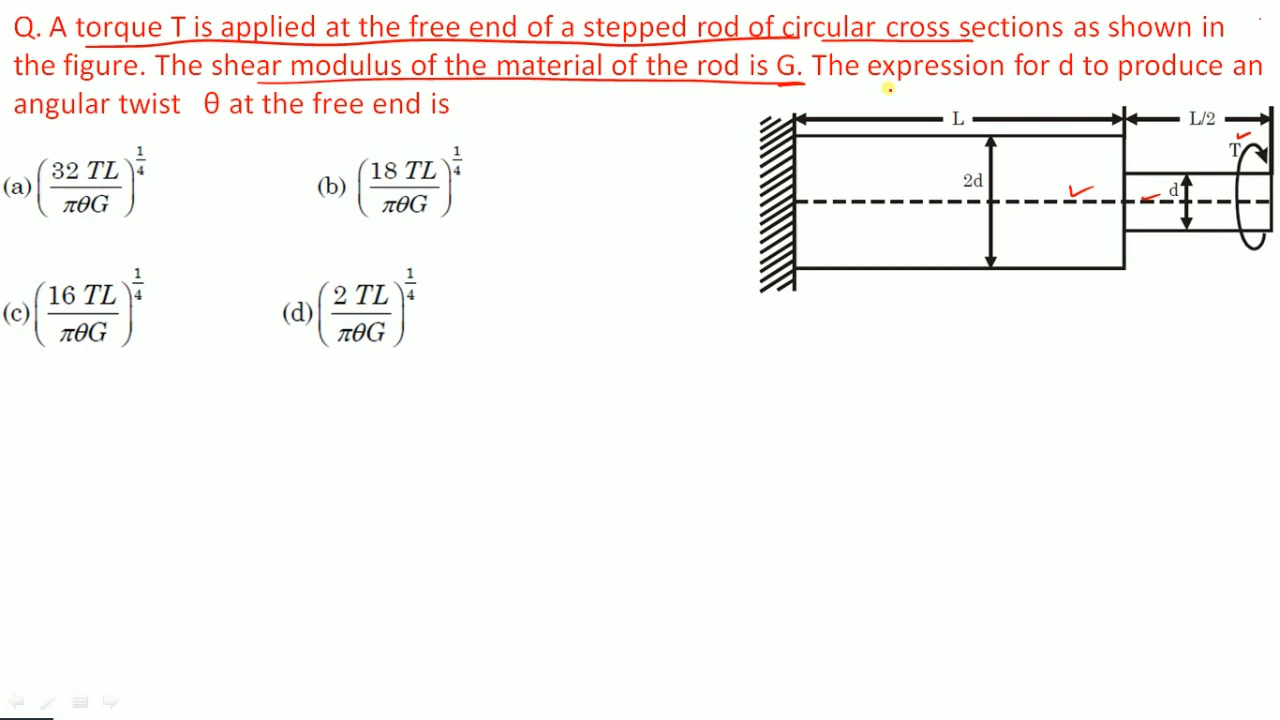 Q. A torque T is applied at the free end of a stepped rod of circular cross sections as shown in
the figure. The shear modulus of the material of the rod is G. The expression for d to produce an
angular twist θ at the free end is
(a) (32 TL / πθG)^1/4
(b) (18 TL / πθG)^1/4
(c) (16 TL / πθG)^1/4
(d) (2 TL / πθG)^1/4
L
L/2
T
2d
d